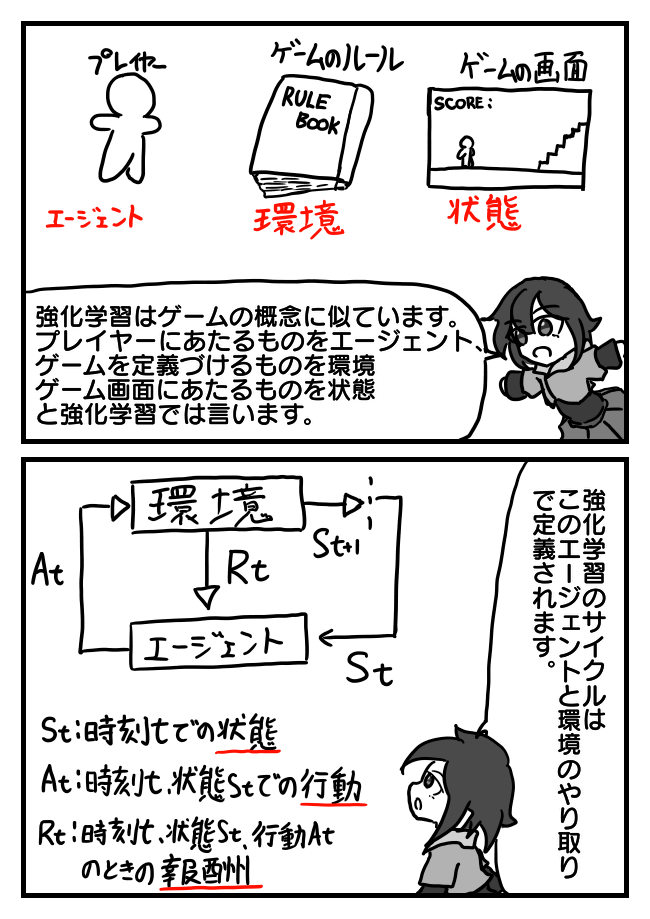 プレイヤー
ゲームのルール
ゲームの画面
RULE
BOOK
SCORE:
エージェント
環境
状態
強化学習はゲームの概念に似ています。
プレイヤーにあたるものをエージェント、
ゲームを定義づけるものを環境
ゲーム画面にあたるものを状態
と強化学習では言います。
強化学習のサイクルは
このエージェントと環境のやり取り
で定義されます。
環境
At
Rt
St+1
エージェント
St
St:時刻tでの状態
At:時刻t、状態Stでの行動
Rt:時刻t、状態St、行動At
のときの報酬